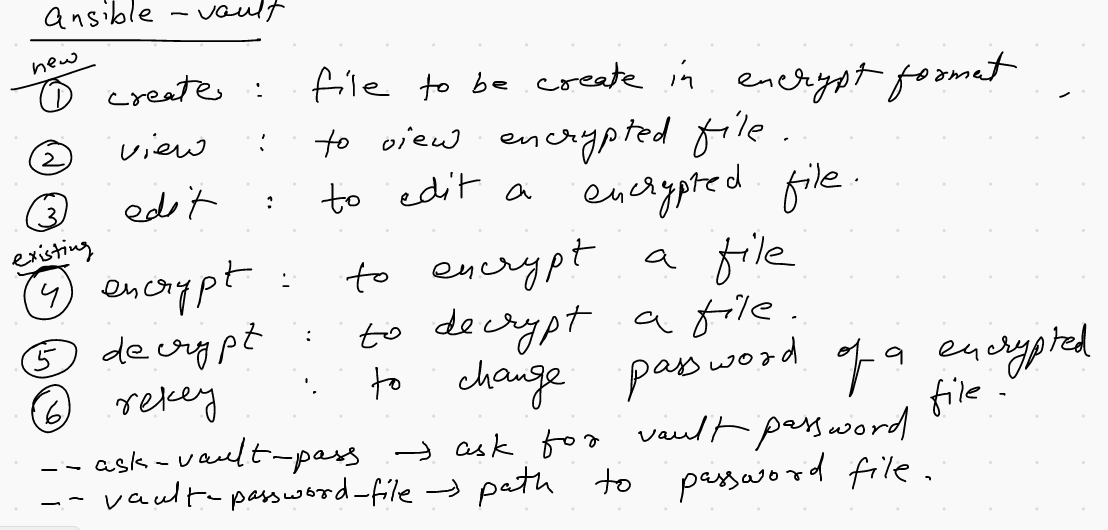 ansible-vault
new
① create : file to be create in encrypt format
② view : to view encrypted file.
③ edit : to edit a encrypted file.
existing
④ encrypt : to encrypt a file
⑤ decrypt : to decrypt a file.
⑥ rekey : to change password of a encrypted
file.
--ask-vault-pass → ask for vault password
--vault-password-file → path to password file.